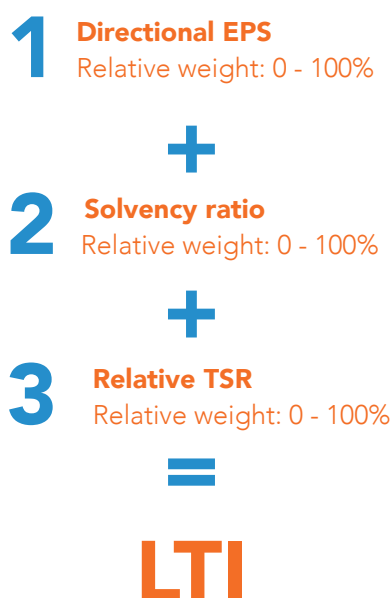 1 Directional EPS
Relative weight: 0 - 100%
+
2 Solvency ratio
Relative weight: 0 - 100%
+
3 Relative TSR
Relative weight: 0 - 100%
=
LTI